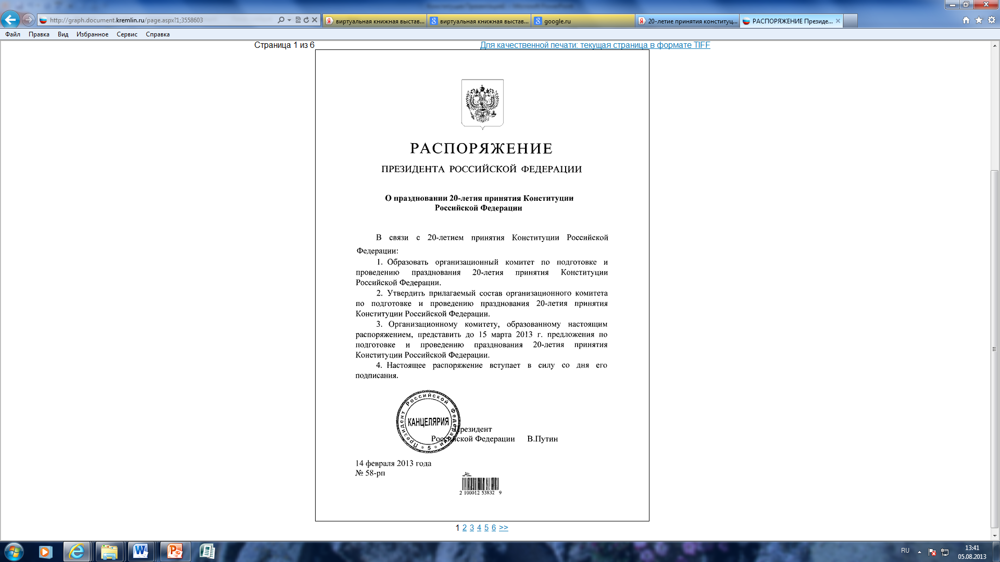 http://graph.document.kremlin.ru/page.aspx?1;3558603
виртуальная книжная выстав...
виртуальная книжная выстав...
google.ru
20-летие принятия конституц...
РАСПОРЯЖЕНИЕ Президе...
Файл Правка Вид Избранное Сервис Справка
Страница 1 из 6
Для качественной печати: текущая страница в формате TIFF
РАСПОРЯЖЕНИЕ
ПРЕЗИДЕНТА РОССИЙСКОЙ ФЕДЕРАЦИИ
О праздновании 20-летия принятия Конституции
Российской Федерации
В связи с 20-летием принятия Конституции Российской
Федерации:
1. Образовать организационный комитет по подготовке и
проведению празднования 20-летия принятия Конституции
Российской Федерации.
2. Утвердить прилагаемый состав организационного комитета
по подготовке и проведению празднования 20-летия принятия
Конституции Российской Федерации.
3. Организационному комитету, образованному настоящим
распоряжением, представить до 15 марта 2013 г. предложения по
подготовке и проведению празднования 20-летия принятия
Конституции Российской Федерации.
4. Настоящее распоряжение вступает в силу со дня его
подписания.
Президент Российской Федерации
КАНЦЕЛЯРИЯ
* 5 *
Президент
Российской Федерации В.Путин
14 февраля 2013 года
№ 58-рп
2 100012 53832 9
1 2 3 4 5 6 >>
RU
13:41
05.08.2013